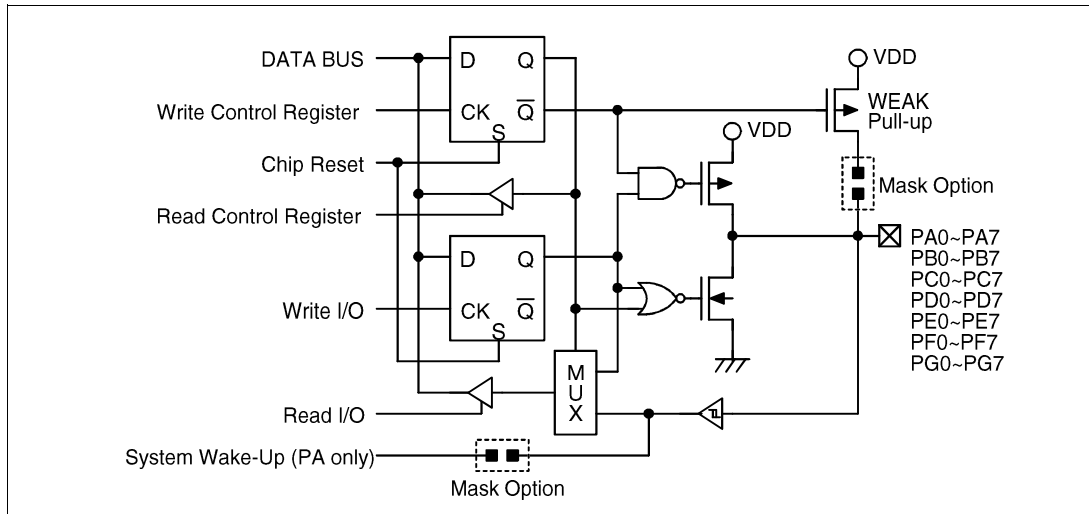 DATA BUS
D
Q
VDD
Write Control Register
CK
Q̅
WEAK
Pull-up
S
VDD
Chip Reset
Mask Option
Read Control Register
D
Q
PA0~PA7
PB0~PB7
PC0~PC7
PD0~PD7
PE0~PE7
PF0~PF7
PG0~PG7
Write I/O
CK
Q̅
S
M
U
X
Read I/O
System Wake-Up (PA only)
Mask Option